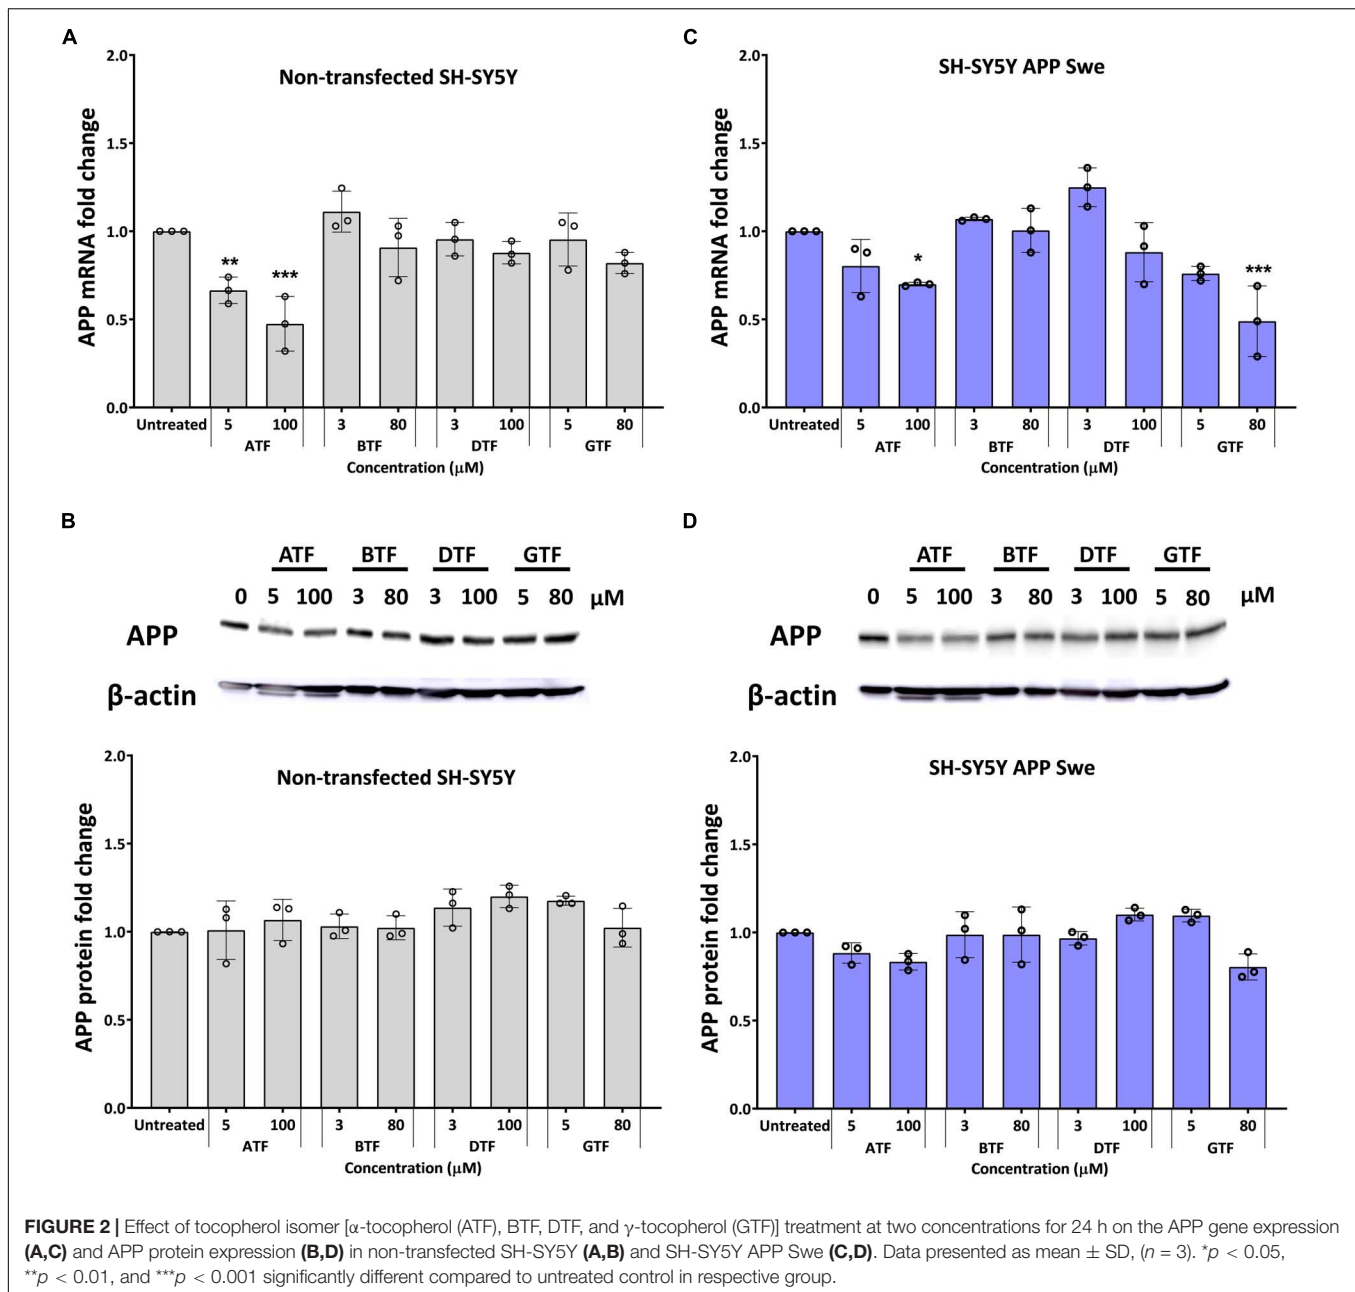 A
Non-transfected SH-SY5Y
APP mRNA fold change
2.0
1.5
1.0
0.5
0.0
**
***
Untreated 5 100 3 80 3 100 5 80
ATF BTF DTF GTF
Concentration (μM)
C
SH-SY5Y APP Swe
APP mRNA fold change
2.0
1.5
1.0
0.5
0.0
*
***
Untreated 5 100 3 80 3 100 5 80
ATF BTF DTF GTF
Concentration (μM)
B
ATF BTF DTF GTF
0 5 100 3 80 3 100 5 80 μM
APP
β-actin
Non-transfected SH-SY5Y
APP protein fold change
2.0
1.5
1.0
0.5
0.0
Untreated 5 100 3 80 3 100 5 80
ATF BTF DTF GTF
Concentration (μM)
D
ATF BTF DTF GTF
0 5 100 3 80 3 100 5 80 μM
APP
β-actin
SH-SY5Y APP Swe
APP protein fold change
2.0
1.5
1.0
0.5
0.0
Untreated 5 100 3 80 3 100 5 80
ATF BTF DTF GTF
Concentration (μM)
FIGURE 2 | Effect of tocopherol isomer [α-tocopherol (ATF), BTF, DTF, and γ-tocopherol (GTF)] treatment at two concentrations for 24 h on the APP gene expression
(A,C) and APP protein expression (B,D) in non-transfected SH-SY5Y (A,B) and SH-SY5Y APP Swe (C,D). Data presented as mean ± SD, (n = 3). *p < 0.05,
**p < 0.01, and ***p < 0.001 significantly different compared to untreated control in respective group.